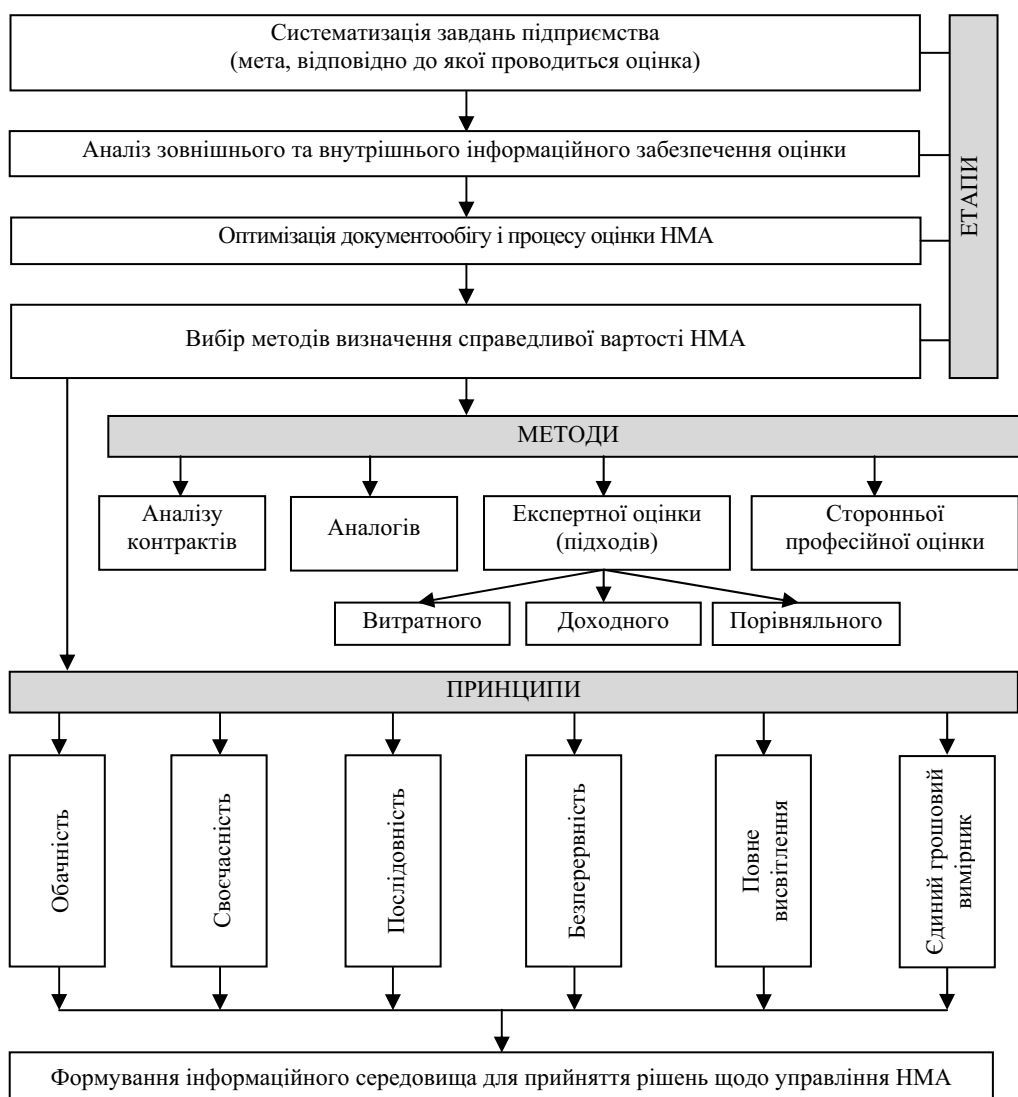 Систематизація завдань підприємства
(мета, відповідно до якої проводиться оцінка)
Аналіз зовнішнього та внутрішнього інформаційного забезпечення оцінки
Оптимізація документообігу і процесу оцінки НМА
Вибір методів визначення справедливої вартості НМА
ЕТАПИ
МЕТОДИ
Аналізу
контрактів
Аналогів
Експертної оцінки
(підходів)
Сторонньої
професійної оцінки
Витратного
Доходного
Порівняльного
ПРИНЦИПИ
Обачність
Своєчасність
Послідовність
Безперервність
Повне
висвітлення
Єдиний грошовий
вимірник
Формування інформаційного середовища для прийняття рішень щодо управління НМА